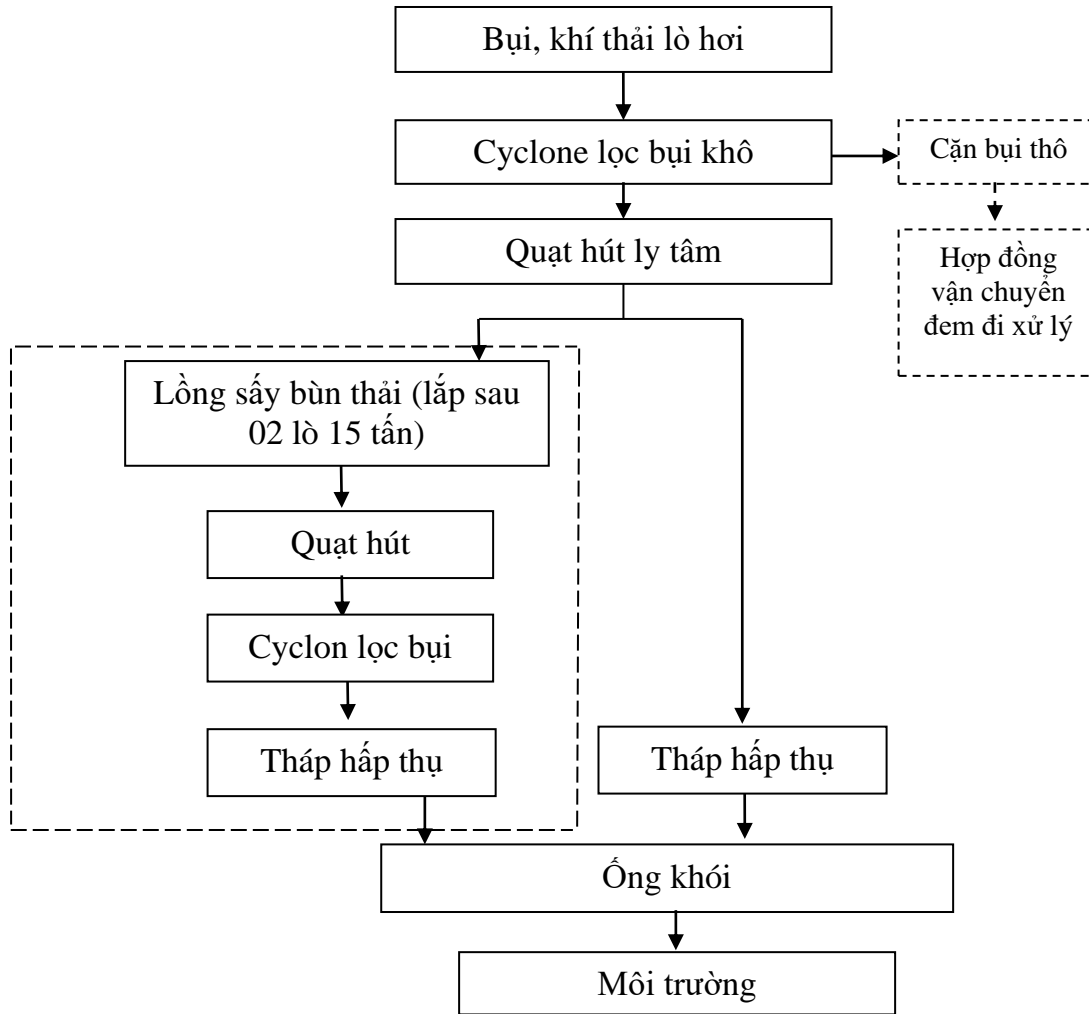 Bụi, khí thải lò hơi
Cyclone lọc bụi khô
Cặn bụi thô
Quạt hút ly tâm
Hợp đồng
vận chuyển
đem đi xử lý
Lồng sấy bùn thải (lắp sau
02 lò 15 tấn)
Quạt hút
Cyclon lọc bụi
Tháp hấp thụ
Tháp hấp thụ
Ống khói
Môi trường